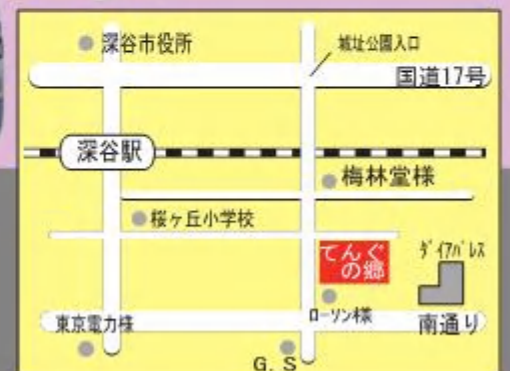 深谷市役所
城址公園入口
国道17号
深谷駅
梅林堂様
桜ヶ丘小学校
てんぐ
の郷
ダイアパレス
ローソン様
東京電力様
南通り
G.S